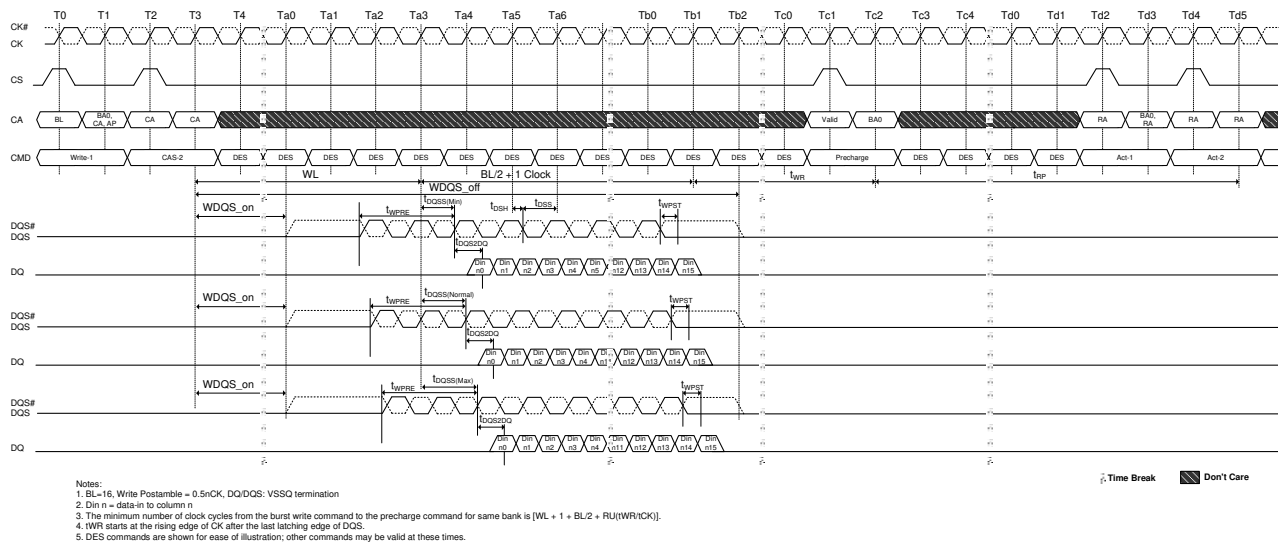 T0 T1 T2 T3 T4 Ta0 Ta1 Ta2 Ta3 Ta4 Ta5 Ta6 Tb0 Tb1 Tb2 Tc0 Tc1 Tc2 Tc3 Tc4 Td0 Td1 Td2 Td3 Td4 Td5
CK#
CK
CS
CA BL BA0, CA, AP CA CA Valid BA0 RA BA0, RA RA RA
CMD Write-1 CAS-2 DES DES DES DES DES DES DES DES DES DES DES DES DES Precharge DES DES DES DES Act-1 Act-2
WL BL/2 + 1 Clock tWR tRP
WDQS_off
WDQS_on tWPRE tDQSS(Min) tDSH tDSS tWPST
DQS#
DQS
tDQS2DQ
DQ Din n0 Din n1 Din n2 Din n3 Din n4 Din n5 Din n12 Din n13 Din n14 Din n15
WDQS_on tWPRE tDQSS(Normal) tWPST
DQS#
DQS
tDQS2DQ
DQ Din n0 Din n1 Din n2 Din n3 Din n4 Din n12 Din n13 Din n14 Din n15
WDQS_on tWPRE tDQSS(Max) tWPST
DQS#
DQS
tDQS2DQ
DQ Din n0 Din n1 Din n2 Din n3 Din n4 Din n11 Din n12 Din n13 Din n14 Din n15
Time Break Don't Care
Notes:
1. BL=16, Write Postamble = 0.5nCK, DQ/DQS: VSSQ termination
2. Din n = data-in to column n
3. The minimum number of clock cycles from the burst write command to the precharge command for same bank is [WL + 1 + BL/2 + RU(tWR/tCK)].
4. tWR starts at the rising edge of CK after the last latching edge of DQS.
5. DES commands are shown for ease of illustration; other commands may be valid at these times.